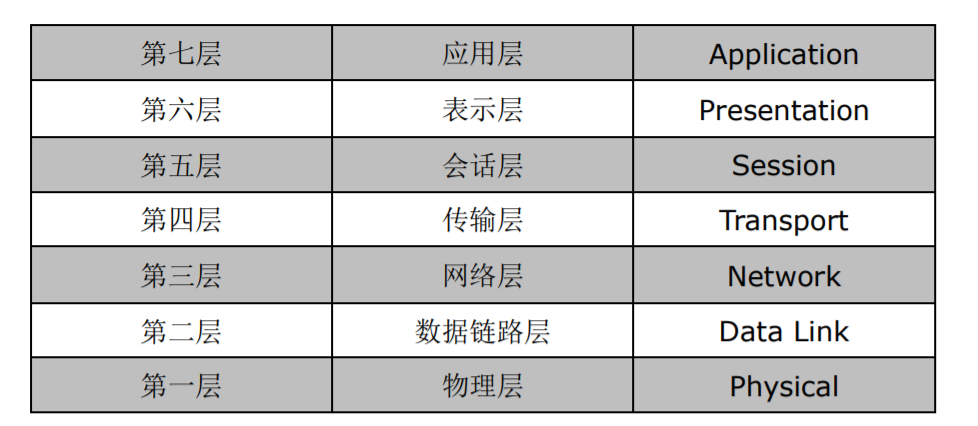 第七层 应用层 Application
第六层 表示层 Presentation
第五层 会话层 Session
第四层 传输层 Transport
第三层 网络层 Network
第二层 数据链路层 Data Link
第一层 物理层 Physical